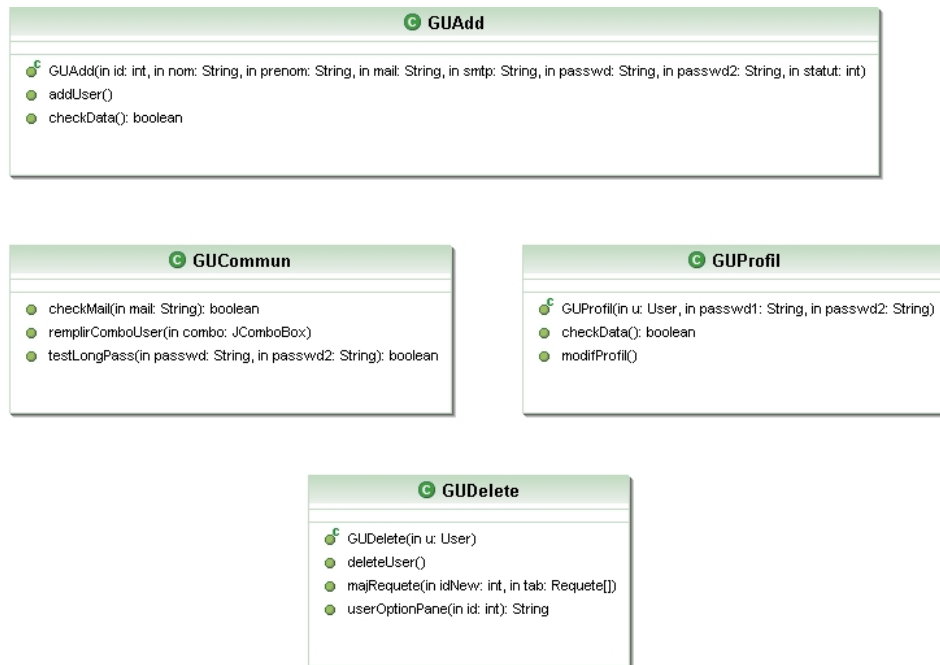 GUAdd
GUAdd(in id: int, in nom: String, in prenom: String, in mail: String, in smtp: String, in passwd: String, in passwd2: String, in statut: int)
addUser()
checkData(): boolean
GUCommun
checkMail(in mail: String): boolean
remplirComboUser(in combo: JComboBox)
testLongPass(in passwd: String, in passwd2: String): boolean
GUProfil
GUProfil(in u: User, in passwd1: String, in passwd2: String)
checkData(): boolean
modifProfil()
GUDelete
GUDelete(in u: User)
deleteUser()
majRequete(in idNew: int, in tab: Requete[])
userOptionPane(in id: int): String